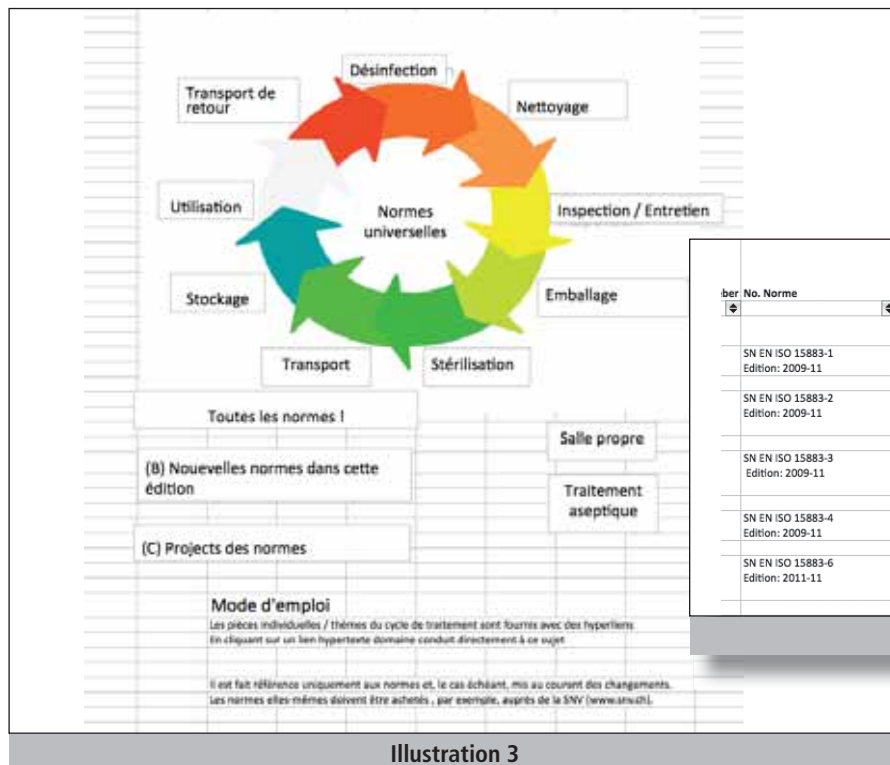 Désinfection
Transport de
retour
Nettoyage
Utilisation
Normes
universelles
Inspection / Entretien
Stockage
Emballage
Transport
Stérilisation
Toutes les normes !
Salle propre
(B) Nouevelles normes dans cette
édition
Traitement
aseptique
(C) Projects des normes
Mode d'emploi
Les pièces individuelles / thèmes du cycle de traitement sont fournis avec des hyperliens
En cliquant sur un lien hypertexte domaine conduit directement à ce sujet
Il est fait référence uniquement aux normes et, le cas échéant, mis au courant des changements.
Les normes elles-mêmes doivent être achetés , par exemple, auprès de la SNV (www.snv.ch).
ber No. Norme
SN EN ISO 15883-1
Edition: 2009-11
SN EN ISO 15883-2
Edition: 2009-11
SN EN ISO 15883-3
Edition: 2009-11
SN EN ISO 15883-4
Edition: 2009-11
SN EN ISO 15883-6
Edition: 2011-11
Illustration 3